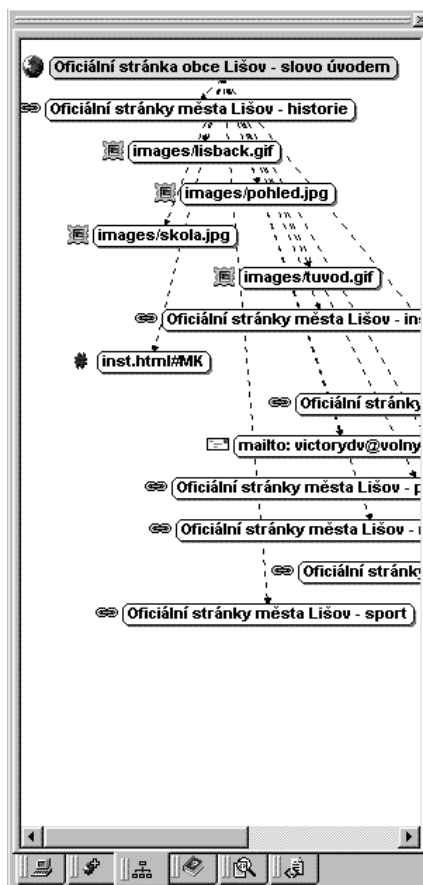 Oficiální stránka obce Lišov - slovo úvodem
Oficiální stránky města Lišov - historie
images/lisback.gif
images/pohled.jpg
images/skola.jpg
images/tuvod.gif
Oficiální stránky města Lišov - ins
inst.html#MK
Oficiální stránky
mailto: victorydv@volny
Oficiální stránky města Lišov - p
Oficiální stránky města Lišov -
Oficiální stránky
Oficiální stránky města Lišov - sport